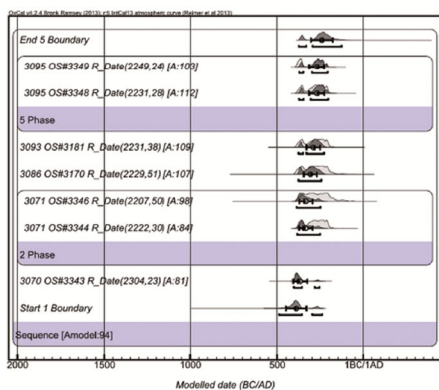 OxCal v4.2.4 Bronk Ramsey (2013); r:5 IntCal13 atmospheric curve (Reimer et al 2013)
End 5 Boundary
3095 OS#3349 R_Date(2249,24) [A:103]
3095 OS#3348 R_Date(2231,28) [A:112]
5 Phase
3093 OS#3181 R_Date(2231,38) [A:109]
3086 OS#3170 R_Date(2229,51) [A:107]
3071 OS#3346 R_Date(2207,50) [A:98]
3071 OS#3344 R_Date(2222,30) [A:84]
2 Phase
3070 OS#3343 R_Date(2304,23) [A:81]
Start 1 Boundary
Sequence [Amodel:94]
2000 1500 1000 500 1BC/1AD
Modelled date (BC/AD)